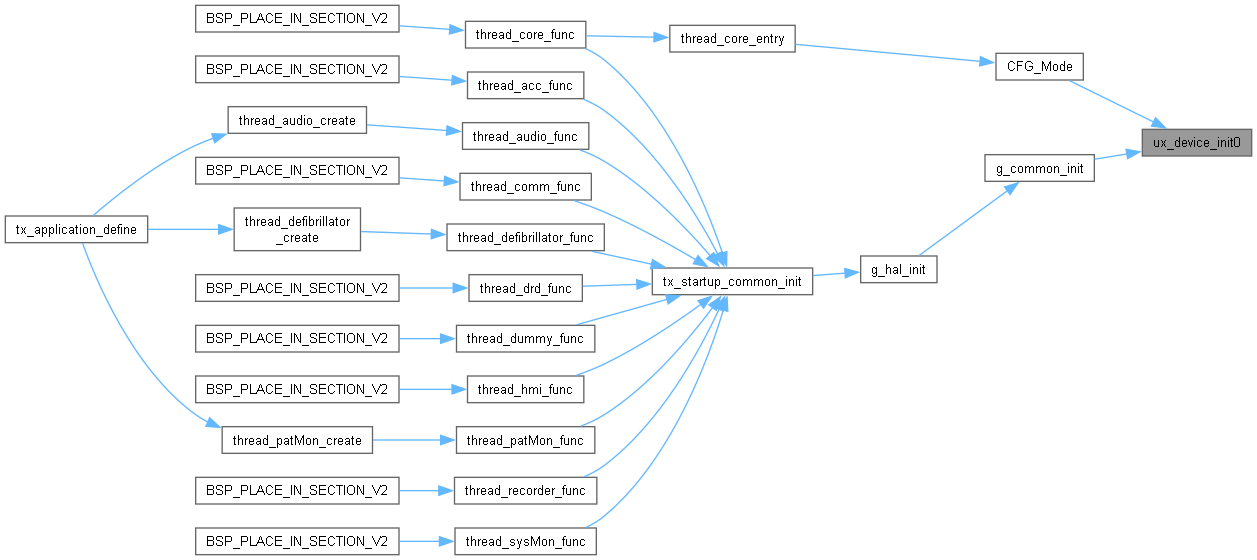 BSP_PLACE_IN_SECTION_V2
thread_core_func
thread_core_entry
CFG_Mode
BSP_PLACE_IN_SECTION_V2
thread_acc_func
thread_audio_create
thread_audio_func
ux_device_init0
BSP_PLACE_IN_SECTION_V2
thread_comm_func
g_common_init
tx_application_define
thread_defibrillator
_create
thread_defibrillator_func
g_hal_init
tx_startup_common_init
BSP_PLACE_IN_SECTION_V2
thread_drd_func
BSP_PLACE_IN_SECTION_V2
thread_dummy_func
BSP_PLACE_IN_SECTION_V2
thread_hmi_func
thread_patMon_create
thread_patMon_func
BSP_PLACE_IN_SECTION_V2
thread_recorder_func
BSP_PLACE_IN_SECTION_V2
thread_sysMon_func